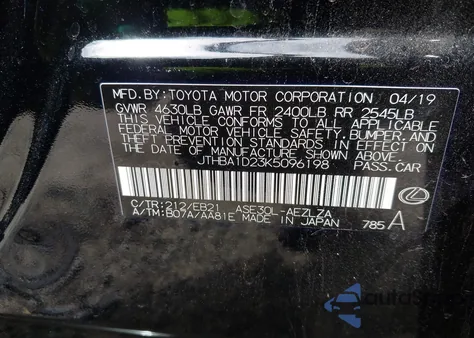 MFD.BY:TOYOTA MOTOR CORPORATION 04/19
GVWR 4630LB GAWR FR 2400LB RR 2545LB
THIS VEHICLE CONFORMS TO ALL APPLICABLE
FEDERAL MOTOR VEHICLE SAFETY,BUMPER,AND
THEFT PREVENTION STANDARDS IN EFFECT ON
THE DATE OF MANUFACTURE SHOWN ABOVE.
JTHBA1D23K5096198 PASS.CAR
C/TR:212/EB21 ASE30L-AEZLZA
A/TM:B07A/AA81E MADE IN JAPAN 785A